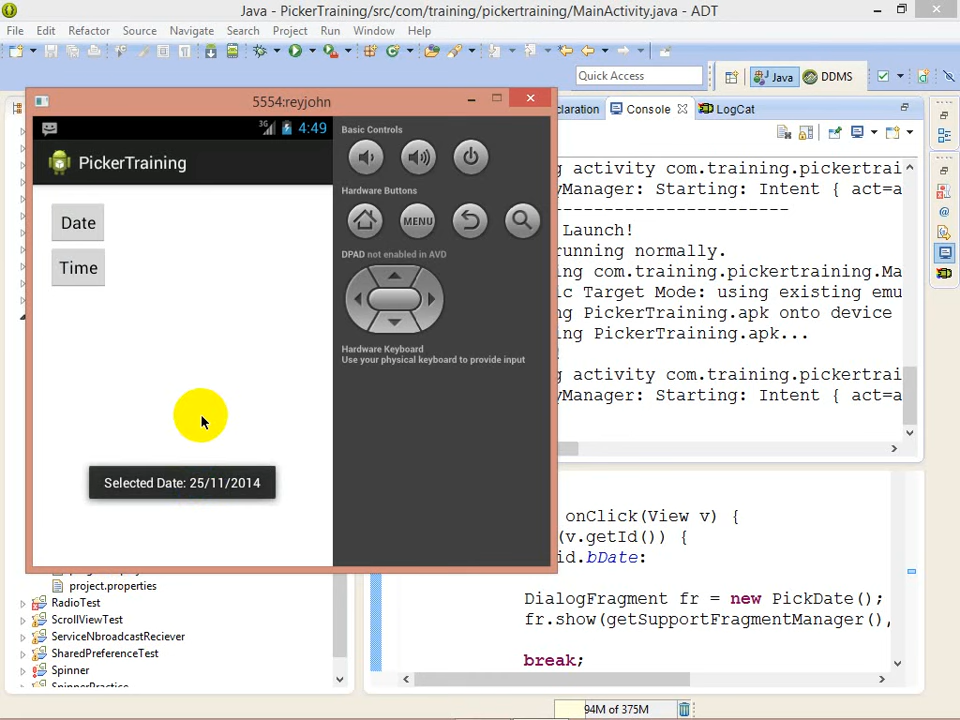 Java - PickerTraining/src/com/training/pickertraining/MainActivity.java - ADT
File Edit Refactor Source Navigate Search Project Run Window Help
Quick Access
Java
DDMS
5554:reyjohn
claration
Console
LogCat
3G
4:49
PickerTraining
Date
Time
Selected Date: 25/11/2014
Basic Controls
Hardware Buttons
MENU
DPAD not enabled in AVD
Hardware Keyboard
Use your physical keyboard to provide input
g activity com.training.pickertrai
yManager: Starting: Intent { act=a
------------------------
Launch!
running normally.
ng activity com.training.pickertraining.Ma
ic Target Mode: using existing emu
ng PickerTraining.apk onto device
ng PickerTraining.apk...
g activity com.training.pickertrai
yManager: Starting: Intent { act=a
onClick(View v) {
(v.getId()) {
id.bDate:
DialogFragment fr = new PickDate();
fr.show(getSupportFragmentManager(),
break;
project.properties
RadioTest
ScrollViewTest
ServiceNbroadcastReciever
SharedPreferenceTest
Spinner
SpinnerPractice
94M of 375M